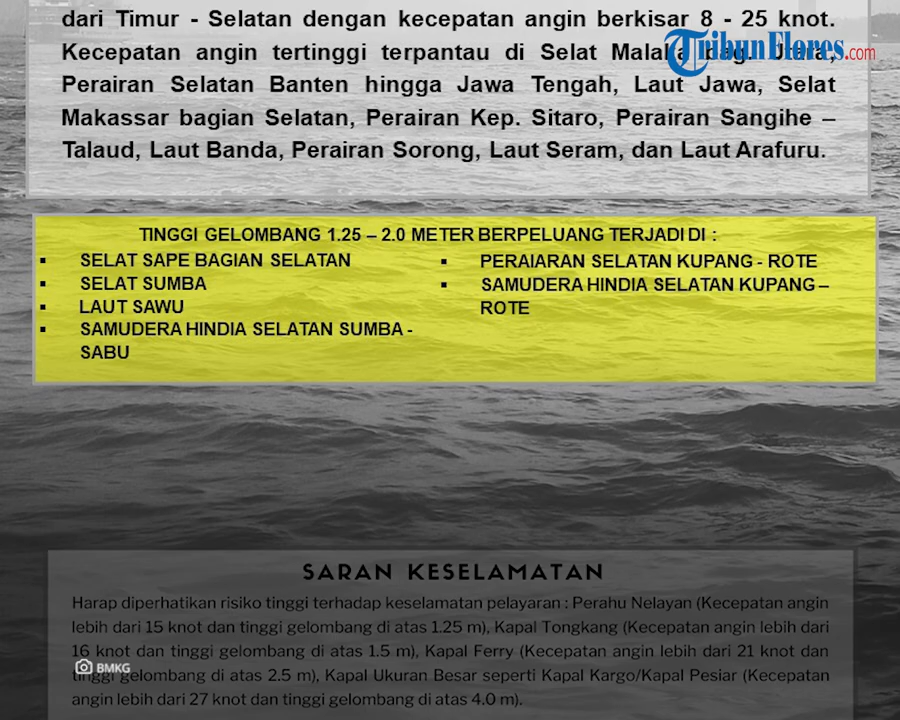 dari Timur - Selatan dengan kecepatan angin berkisar 8 - 25 knot.
Kecepatan angin tertinggi terpantau di Selat Malaka bag. Utara,
TribunFlores.com
Perairan Selatan Banten hingga Jawa Tengah, Laut Jawa, Selat
Makassar bagian Selatan, Perairan Kep. Sitaro, Perairan Sangihe –
Talaud, Laut Banda, Perairan Sorong, Laut Seram, dan Laut Arafuru.
TINGGI GELOMBANG 1.25 – 2.0 METER BERPELUANG TERJADI DI :
▪ SELAT SAPE BAGIAN SELATAN
▪ SELAT SUMBA
▪ LAUT SAWU
▪ SAMUDERA HINDIA SELATAN SUMBA -
SABU
▪ PERAIARAN SELATAN KUPANG - ROTE
▪ SAMUDERA HINDIA SELATAN KUPANG –
ROTE
SARAN KESELAMATAN
Harap diperhatikan risiko tinggi terhadap keselamatan pelayaran : Perahu Nelayan (Kecepatan angin
lebih dari 15 knot dan tinggi gelombang di atas 1.25 m), Kapal Tongkang (Kecepatan angin lebih dari
16 knot dan tinggi gelombang di atas 1.5 m), Kapal Ferry (Kecepatan angin lebih dari 21 knot dan
tinggi gelombang di atas 2.5 m), Kapal Ukuran Besar seperti Kapal Kargo/Kapal Pesiar (Kecepatan
angin lebih dari 27 knot dan tinggi gelombang di atas 4.0 m).
BMKG